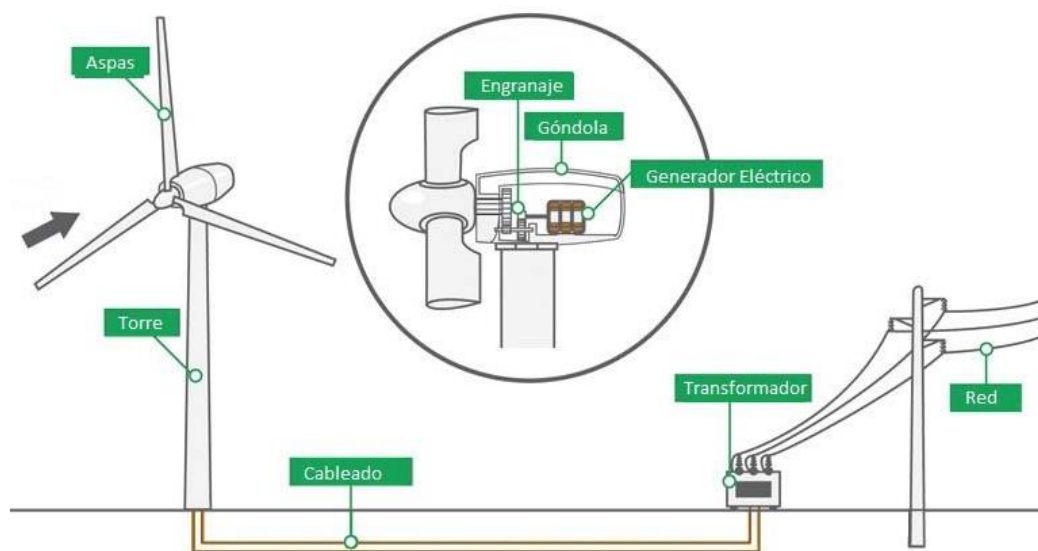 Aspas
Engranaje
Góndola
Generador Eléctrico
Torre
Transformador
Red
Cableado